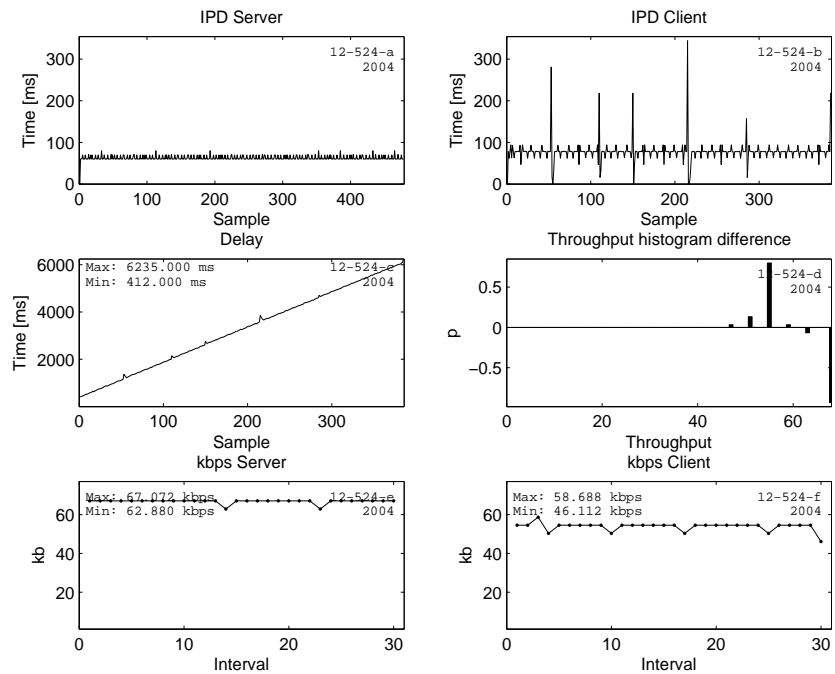 IPD Server
12-524-a
2004
Time [ms]
300
200
100
0
0 100 200 300 400
Sample
IPD Client
12-524-b
2004
Time [ms]
300
200
100
0
0 100 200 300
Sample
Delay
Max: 6235.000 ms
Min: 412.000 ms
12-524-c
2004
Time [ms]
6000
4000
2000
0 100 200 300
Sample
Throughput histogram difference
12-524-d
2004
p
0.5
0
−0.5
0 20 40 60
Throughput
kbps Server
Max: 67.072 kbps
Min: 62.880 kbps
12-524-e
2004
kb
60
40
20
0 10 20 30
Interval
kbps Client
Max: 58.688 kbps
Min: 46.112 kbps
12-524-f
2004
kb
60
40
20
0 10 20 30
Interval